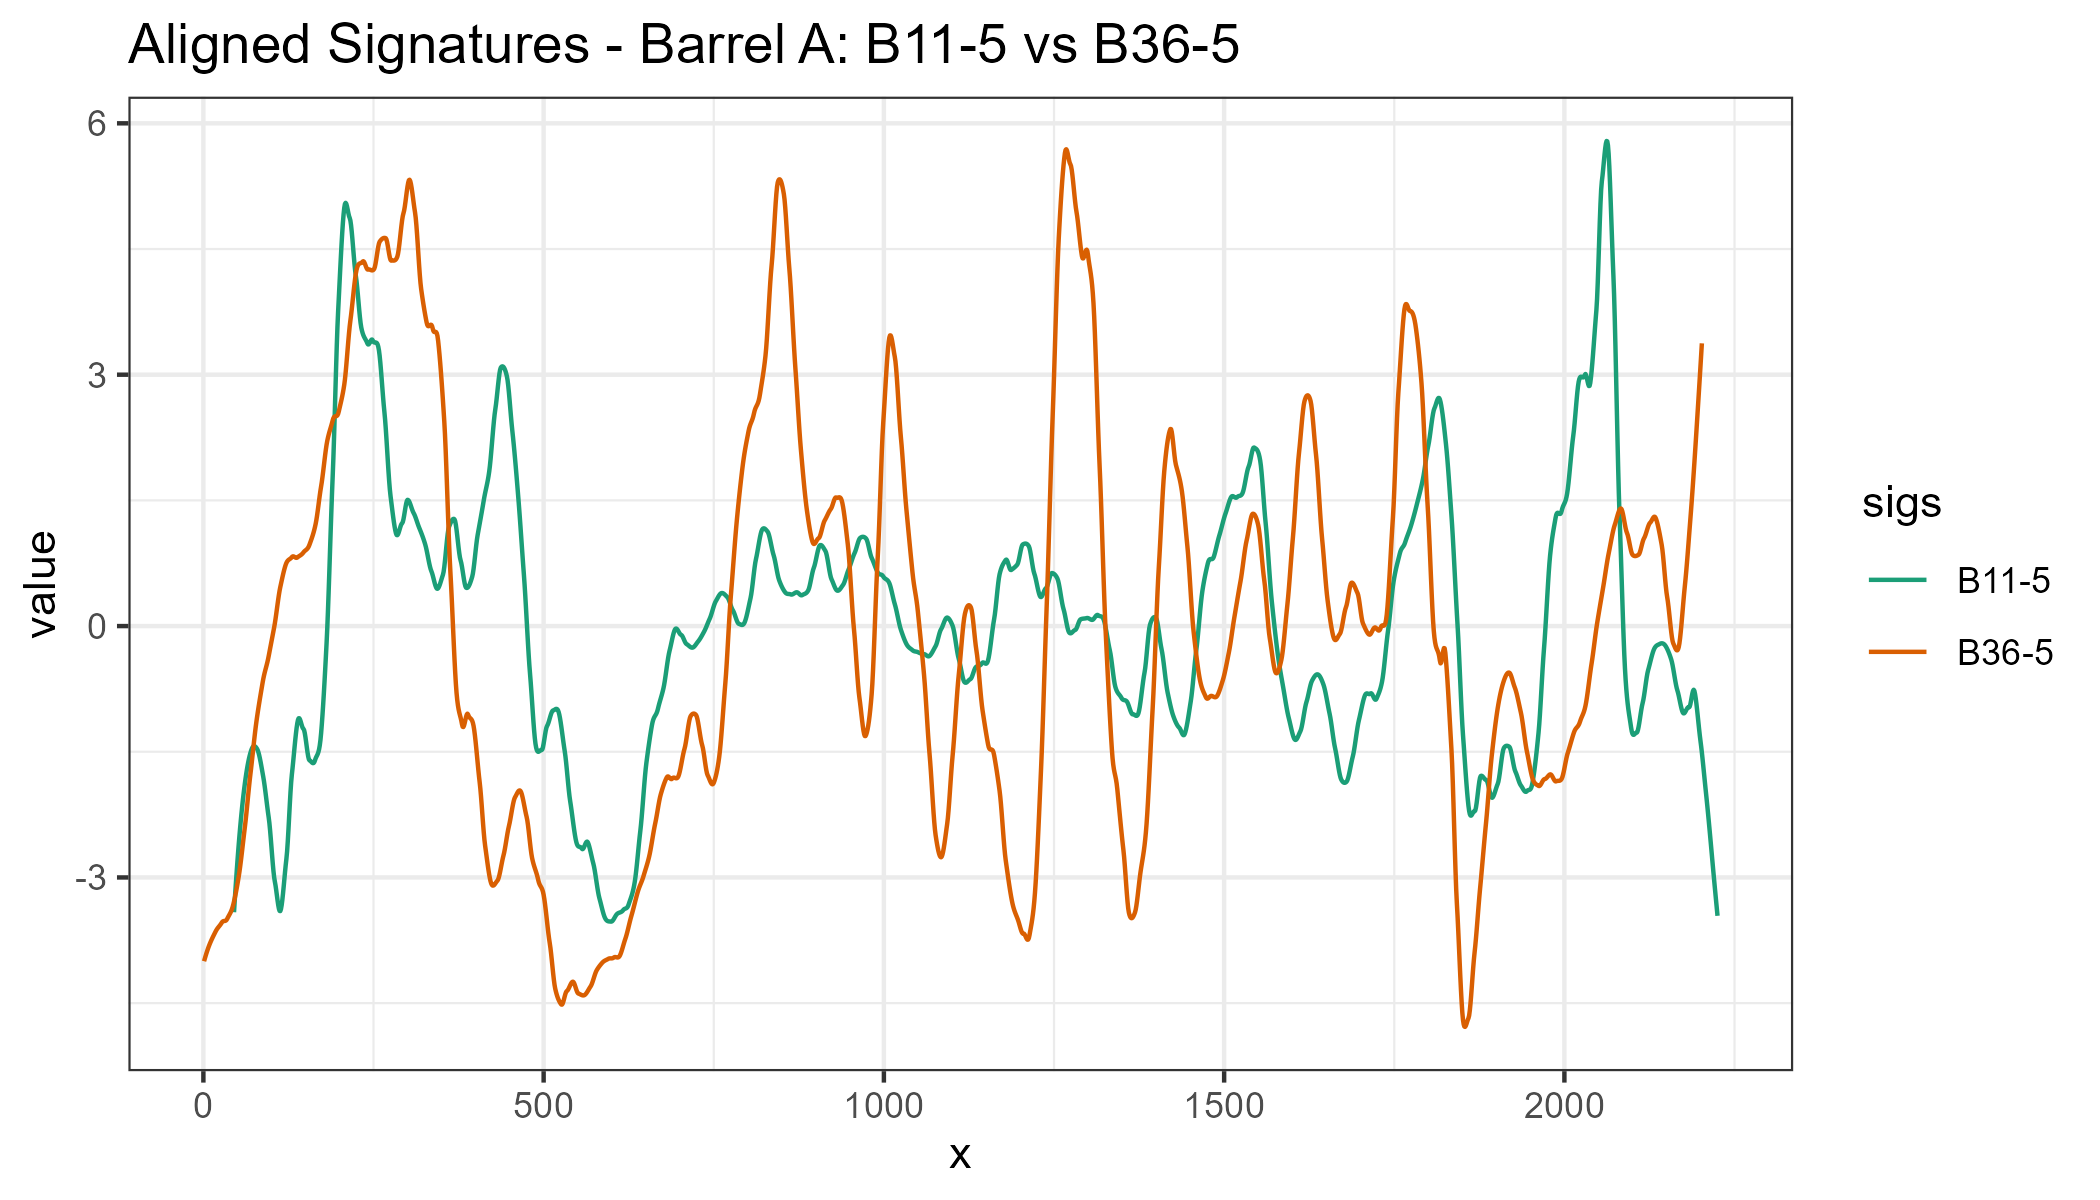 Aligned Signatures - Barrel A: B11-5 vs B36-5
6
3
0
-3
value
0 500 1000 1500 2000
x
sigs
B11-5
B36-5